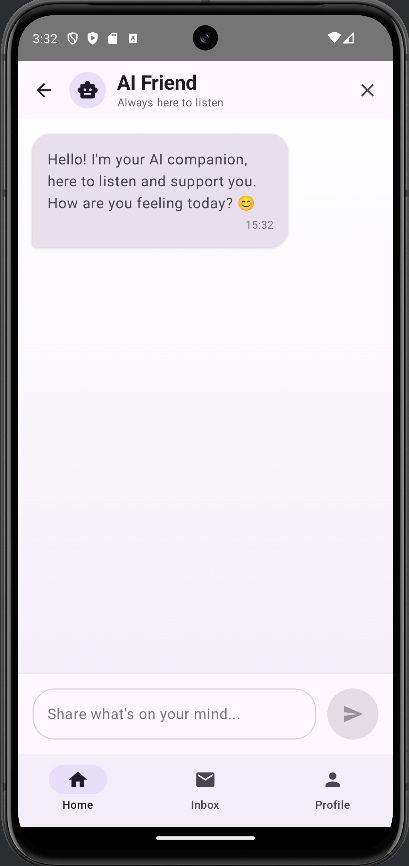 3:32
AI Friend
Always here to listen
Hello! I'm your AI companion,
here to listen and support you.
How are you feeling today? 😊
15:32
Share what's on your mind...
Home
Inbox
Profile